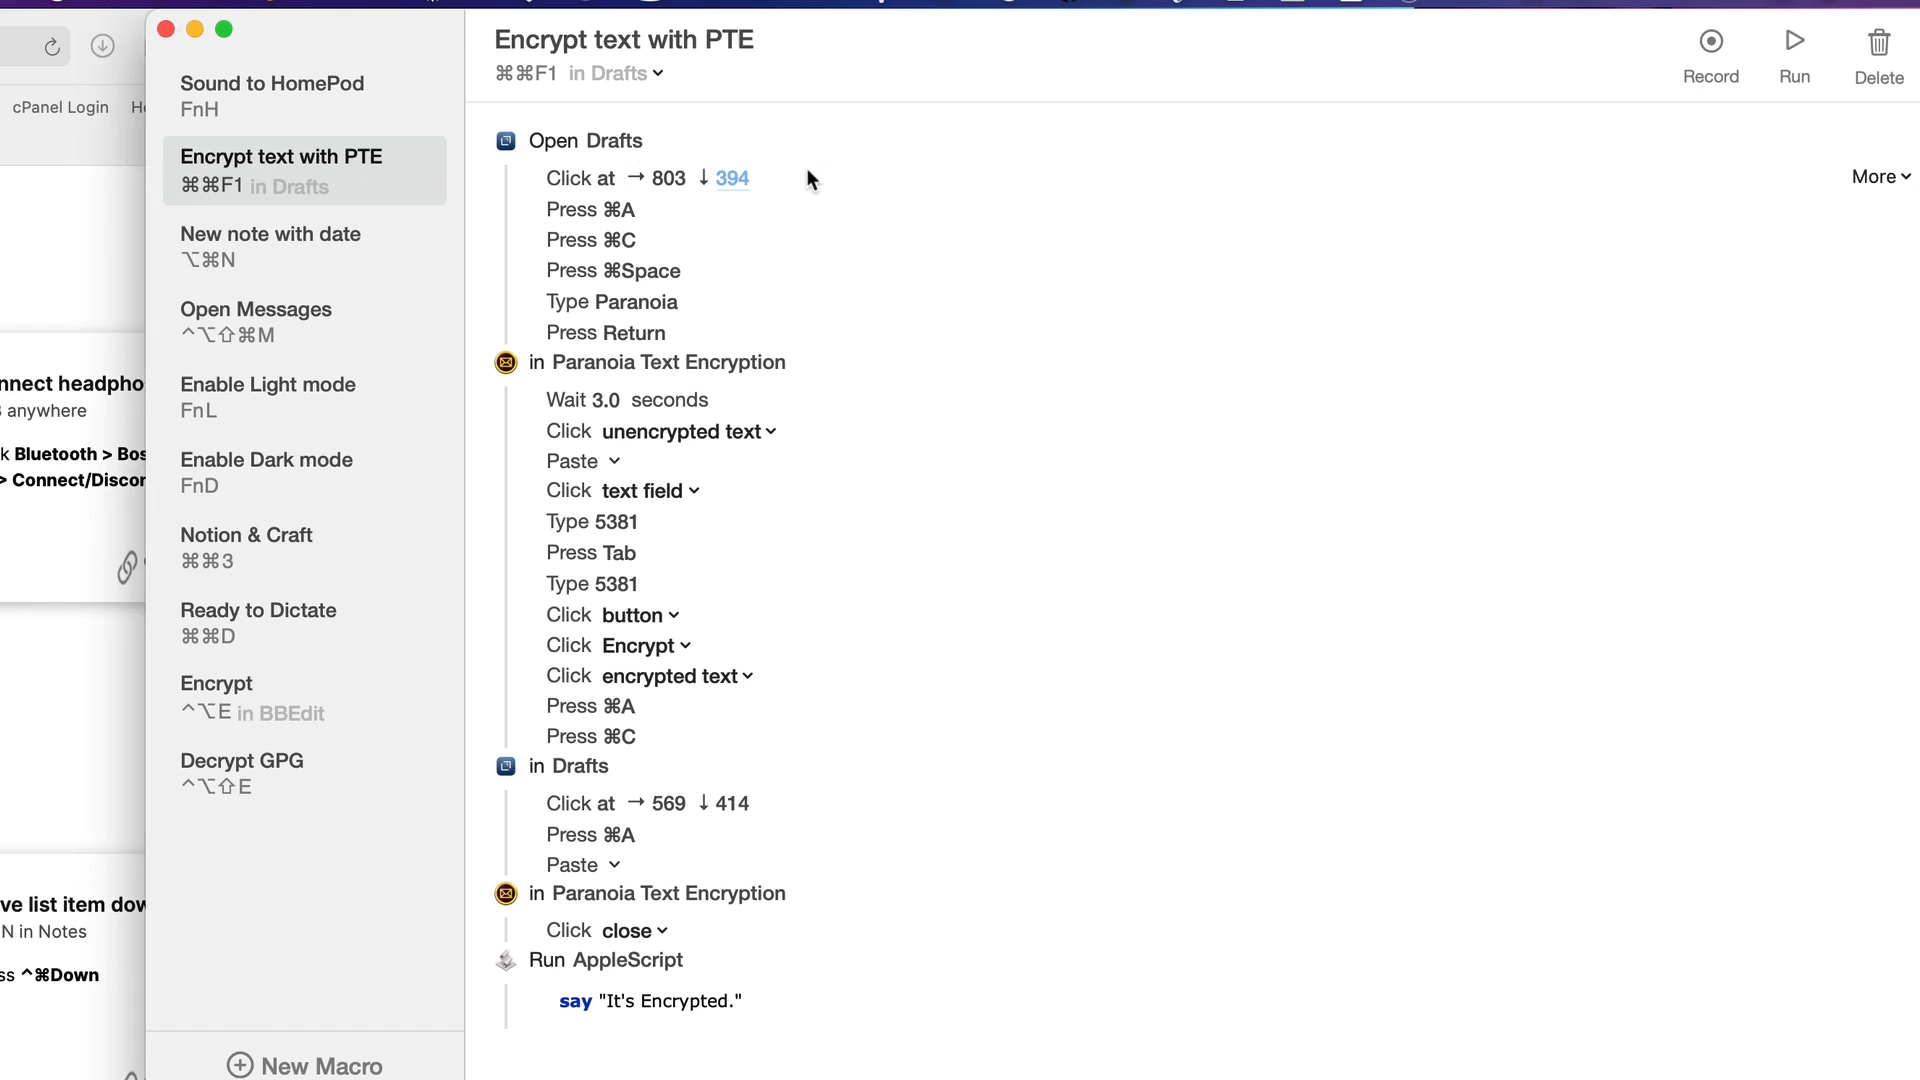 cPanel Login
nnect headpho
anywhere
k Bluetooth > Bos
> Connect/Discon
ve list item dow
N in Notes
ss ^⌘Down
Sound to HomePod
FnH
Encrypt text with PTE
⌘⌘F1 in Drafts
New note with date
⌥⌘N
Open Messages
^⌥⇧⌘M
Enable Light mode
FnL
Enable Dark mode
FnD
Notion & Craft
⌘⌘3
Ready to Dictate
⌘⌘D
Encrypt
^⌥E in BBEdit
Decrypt GPG
^⌥⇧E
New Macro
Encrypt text with PTE
⌘⌘F1 in Drafts
Record
Run
Delete
More
Open Drafts
Click at → 803 ↓ 394
Press ⌘A
Press ⌘C
Press ⌘Space
Type Paranoia
Press Return
in Paranoia Text Encryption
Wait 3.0 seconds
Click unencrypted text
Paste
Click text field
Type 5381
Press Tab
Type 5381
Click button
Click Encrypt
Click encrypted text
Press ⌘A
Press ⌘C
in Drafts
Click at → 569 ↓ 414
Press ⌘A
Paste
in Paranoia Text Encryption
Click close
Run AppleScript
say "It's Encrypted."